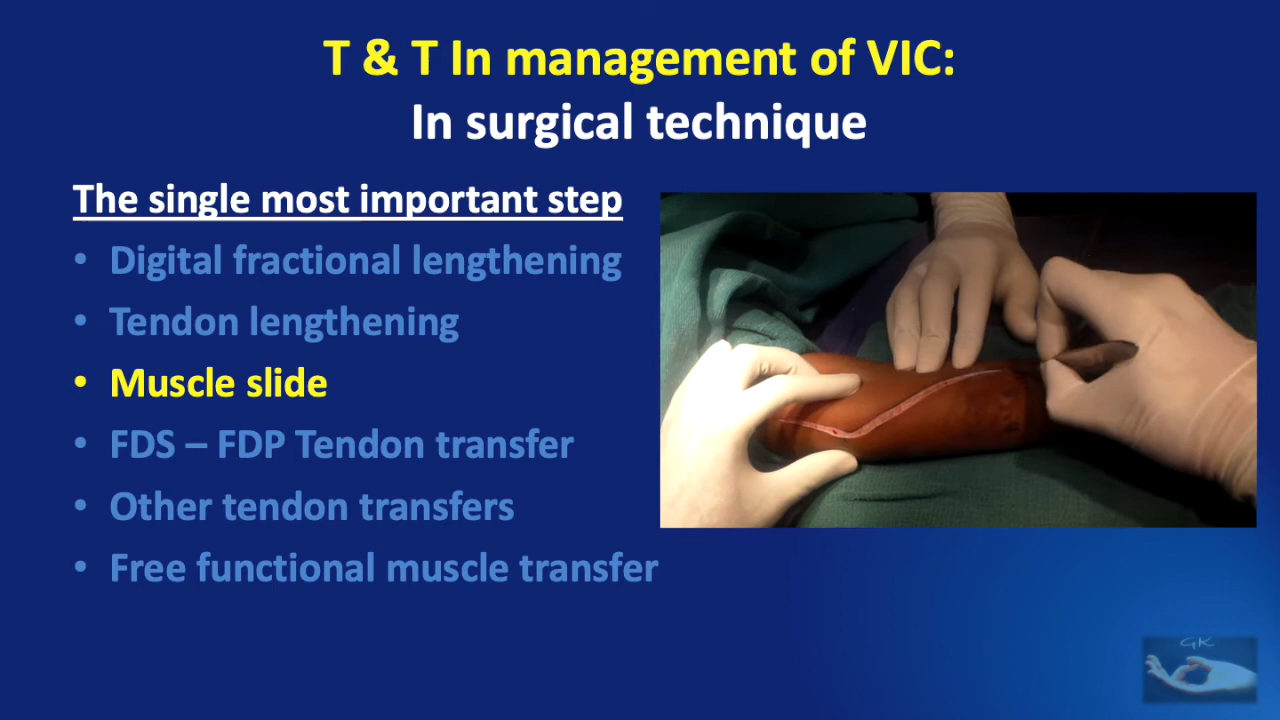 T & T In management of VIC:
In surgical technique
The single most important step
• Digital fractional lengthening
• Tendon lengthening
• Muscle slide
• FDS – FDP Tendon transfer
• Other tendon transfers
• Free functional muscle transfer
GK